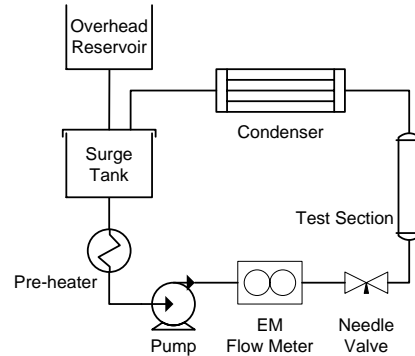 Overhead
Reservoir
Condenser
Surge
Tank
Test Section
Pre-heater
Pump
EM
Flow Meter
Needle
Valve